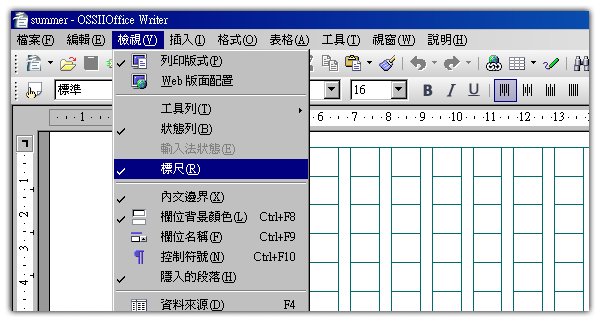 summer - OSSIIOffice Writer
檔案(F) 編輯(E) 檢視(V) 插入(I) 格式(O) 表格(A) 工具(T) 視窗(W) 說明(H)
列印版式(P)
Web 版面配置
標準 16 B I U
工具列(T)
1 6 7 8 9 10 11 12 13
狀態列(B)
輸入法狀態(E)
標尺(R)
內文邊界(X)
欄位背景顏色(L) Ctrl+F8
欄位名稱(F) Ctrl+F9
控制符號(N) Ctrl+F10
隱入的段落(H)
資料來源(D) F4
1
2
3
4